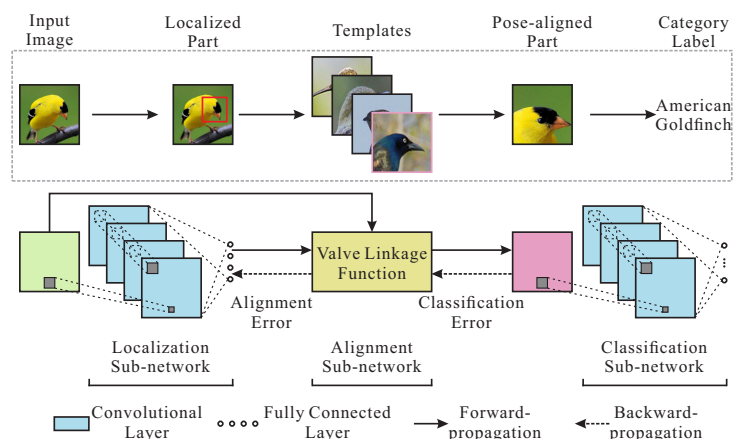 Input
Image
Localized
Part
Templates
Pose-aligned
Part
Category
Label
American
Goldfinch
Valve Linkage
Function
Alignment
Error
Classification
Error
Localization
Sub-network
Alignment
Sub-network
Classification
Sub-network
Convolutional
Layer
Fully Connected
Layer
Forward-
propagation
Backward-
propagation